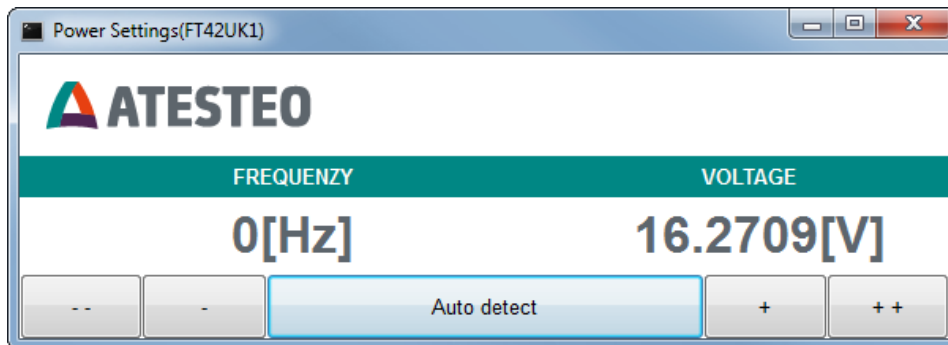 Power Settings(FT42UK1)
ATESTEO
FREQUENZY VOLTAGE
0[Hz] 16.2709[V]
- - - Auto detect + + +